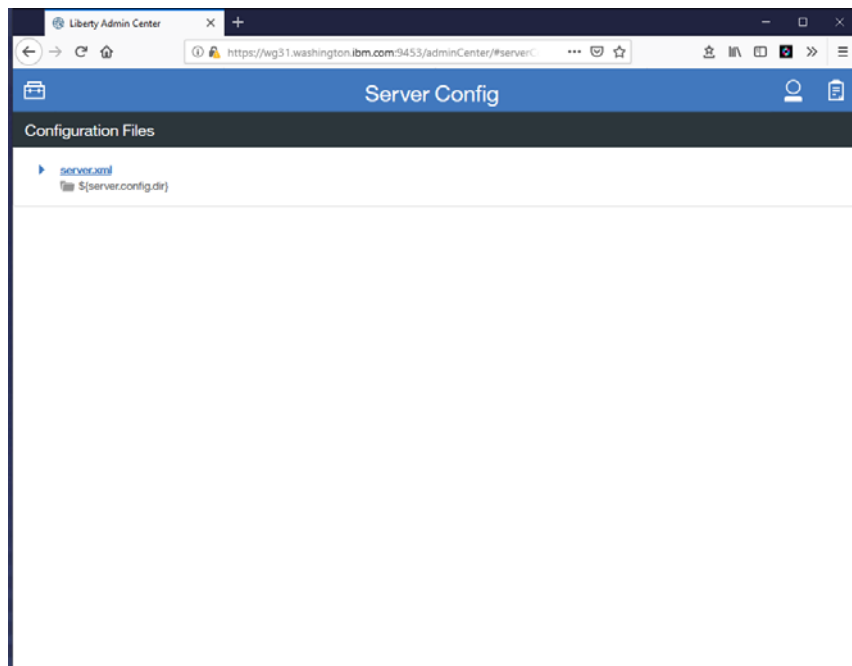 Liberty Admin Center
https://wg31.washington.ibm.com:9453/adminCenter/#serverC
Server Config
Configuration Files
server.xml
${server.config.dir}